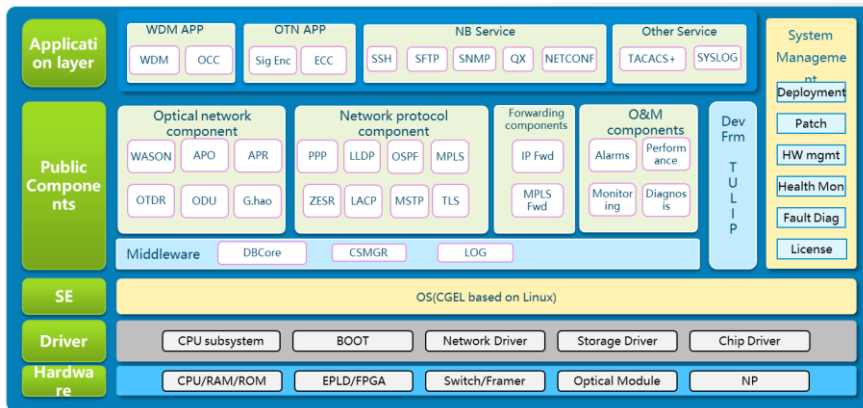 Applicati
on layer
WDM APP
WDM
OCC
OTN APP
Sig Enc
ECC
NB Service
SSH
SFTP
SNMP
QX
NETCONF
Other Service
TACACS+
SYSLOG
System
Manageme
nt
Deployment
Patch
HW mgmt
Health Mon
Fault Diag
License
Public
Compone
nts
Optical network
component
WASON
APO
APR
OTDR
ODU
G.hao
Network protocol
component
PPP
LLDP
OSPF
MPLS
ZESR
LACP
MSTP
TLS
Forwarding
components
IP Fwd
MPLS
Fwd
O&M
components
Alarms
Perform
ance
Monitor
ing
Diagnos
is
Dev
Frm
T
U
L
I
P
Middleware
DBCore
CSMGR
LOG
SE
OS(CGEL based on Linux)
Driver
CPU subsystem
BOOT
Network Driver
Storage Driver
Chip Driver
Hardwa
re
CPU/RAM/ROM
EPLD/FPGA
Switch/Framer
Optical Module
NP